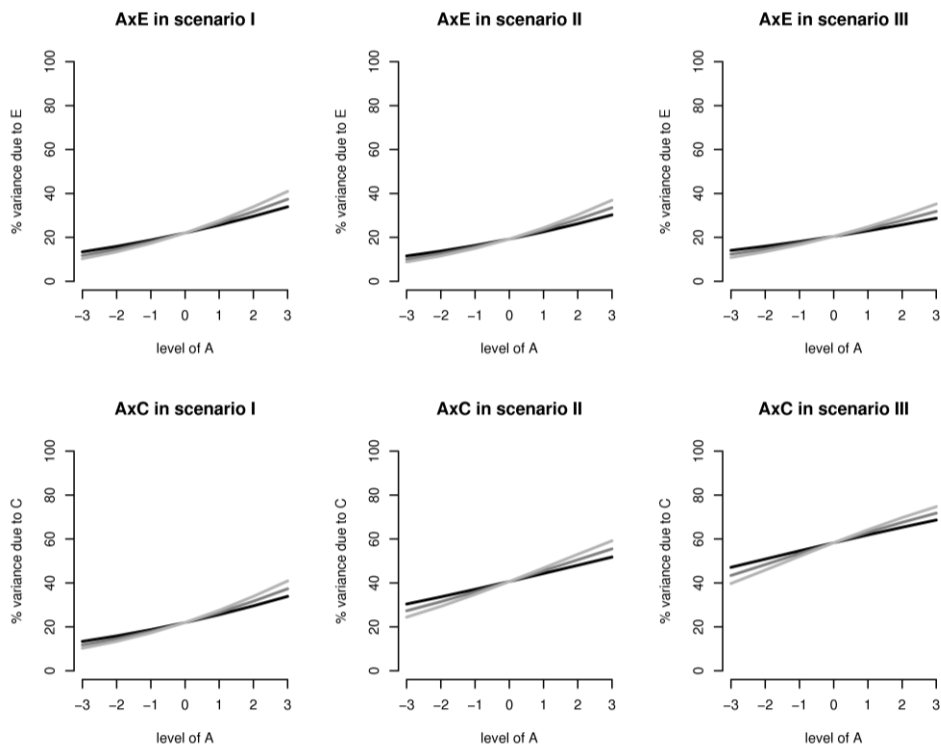 AxE in scenario I
% variance due to E
100
80
60
40
20
0
−3 −2 −1 0 1 2 3
level of A
AxE in scenario II
% variance due to E
100
80
60
40
20
0
−3 −2 −1 0 1 2 3
level of A
AxE in scenario III
% variance due to E
100
80
60
40
20
0
−3 −2 −1 0 1 2 3
level of A
AxC in scenario I
% variance due to C
100
80
60
40
20
0
−3 −2 −1 0 1 2 3
level of A
AxC in scenario II
% variance due to C
100
80
60
40
20
0
−3 −2 −1 0 1 2 3
level of A
AxC in scenario III
% variance due to C
100
80
60
40
20
0
−3 −2 −1 0 1 2 3
level of A